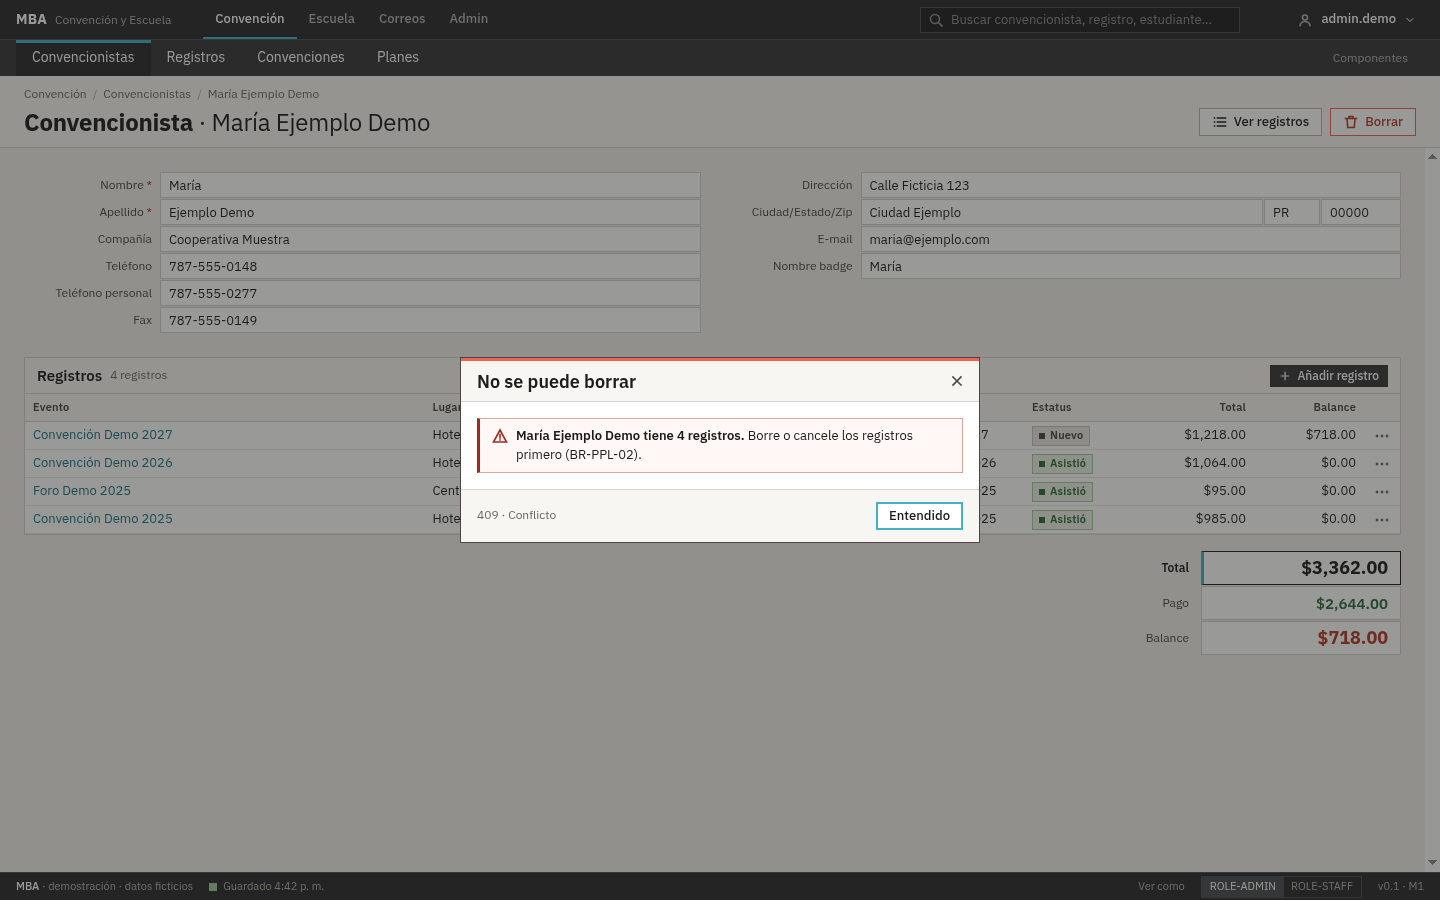 MBA Convención y Escuela Convención Escuela Correos Admin Buscar convencionista, registro, estudiante... admin.demo
Convencionistas Registros Convenciones Planes Componentes
Convención / Convencionistas / María Ejemplo Demo
Convencionista · María Ejemplo Demo Ver registros Borrar
Nombre * María Dirección Calle Ficticia 123
Apellido * Ejemplo Demo Ciudad/Estado/Zip Ciudad Ejemplo PR 00000
Compañía Cooperativa Muestra E-mail maria@ejemplo.com
Teléfono 787-555-0148 Nombre badge María
Teléfono personal 787-555-0277
Fax 787-555-0149
Registros 4 registros Añadir registro
Evento Estatus Total Balance
Convención Demo 2027 Nuevo $1,218.00 $718.00
Convención Demo 2026 Asistió $1,064.00 $0.00
Foro Demo 2025 Asistió $95.00 $0.00
Convención Demo 2025 Asistió $985.00 $0.00
No se puede borrar
María Ejemplo Demo tiene 4 registros. Borre o cancele los registros
primero (BR-PPL-02).
409 · Conflicto Entendido
Total $3,362.00
Pago $2,644.00
Balance $718.00
MBA · demostración · datos ficticios Guardado 4:42 p. m. Ver como ROLE-ADMIN ROLE-STAFF v0.1 · M1